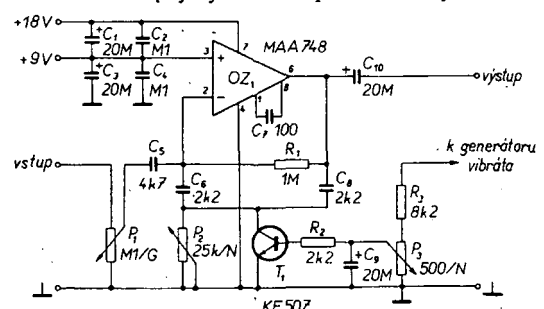 +18V
+C₁
20M
C₂
M1
+9V
+C₃
20M
C₄
M1
3
+
7
MAA748
OZ₁
6
2
−
1
8
4
C₇ 100
+ C₁₀
20M
výstup
vstup
C₅
4k7
C₆
2k2
R₁
1M
C₈
2k2
k generátoru
vibráta
R₃
8k2
P₁
M1/G
P₂
25k/N
T₁
R₂
2k2
+C₉
20M
P₃
500/N
KF507